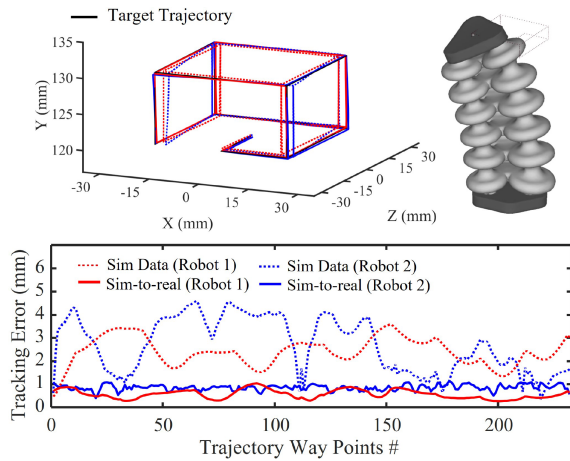 Target Trajectory
135
130
125
120
Y (mm)
-30
-15
0
15
30
X (mm)
-30
-15
0
15
30
Z (mm)
7
6
5
4
3
2
1
0
Tracking Error (mm)
Sim Data (Robot 1)
Sim Data (Robot 2)
Sim-to-real (Robot 1)
Sim-to-real (Robot 2)
0
50
100
150
200
Trajectory Way Points #